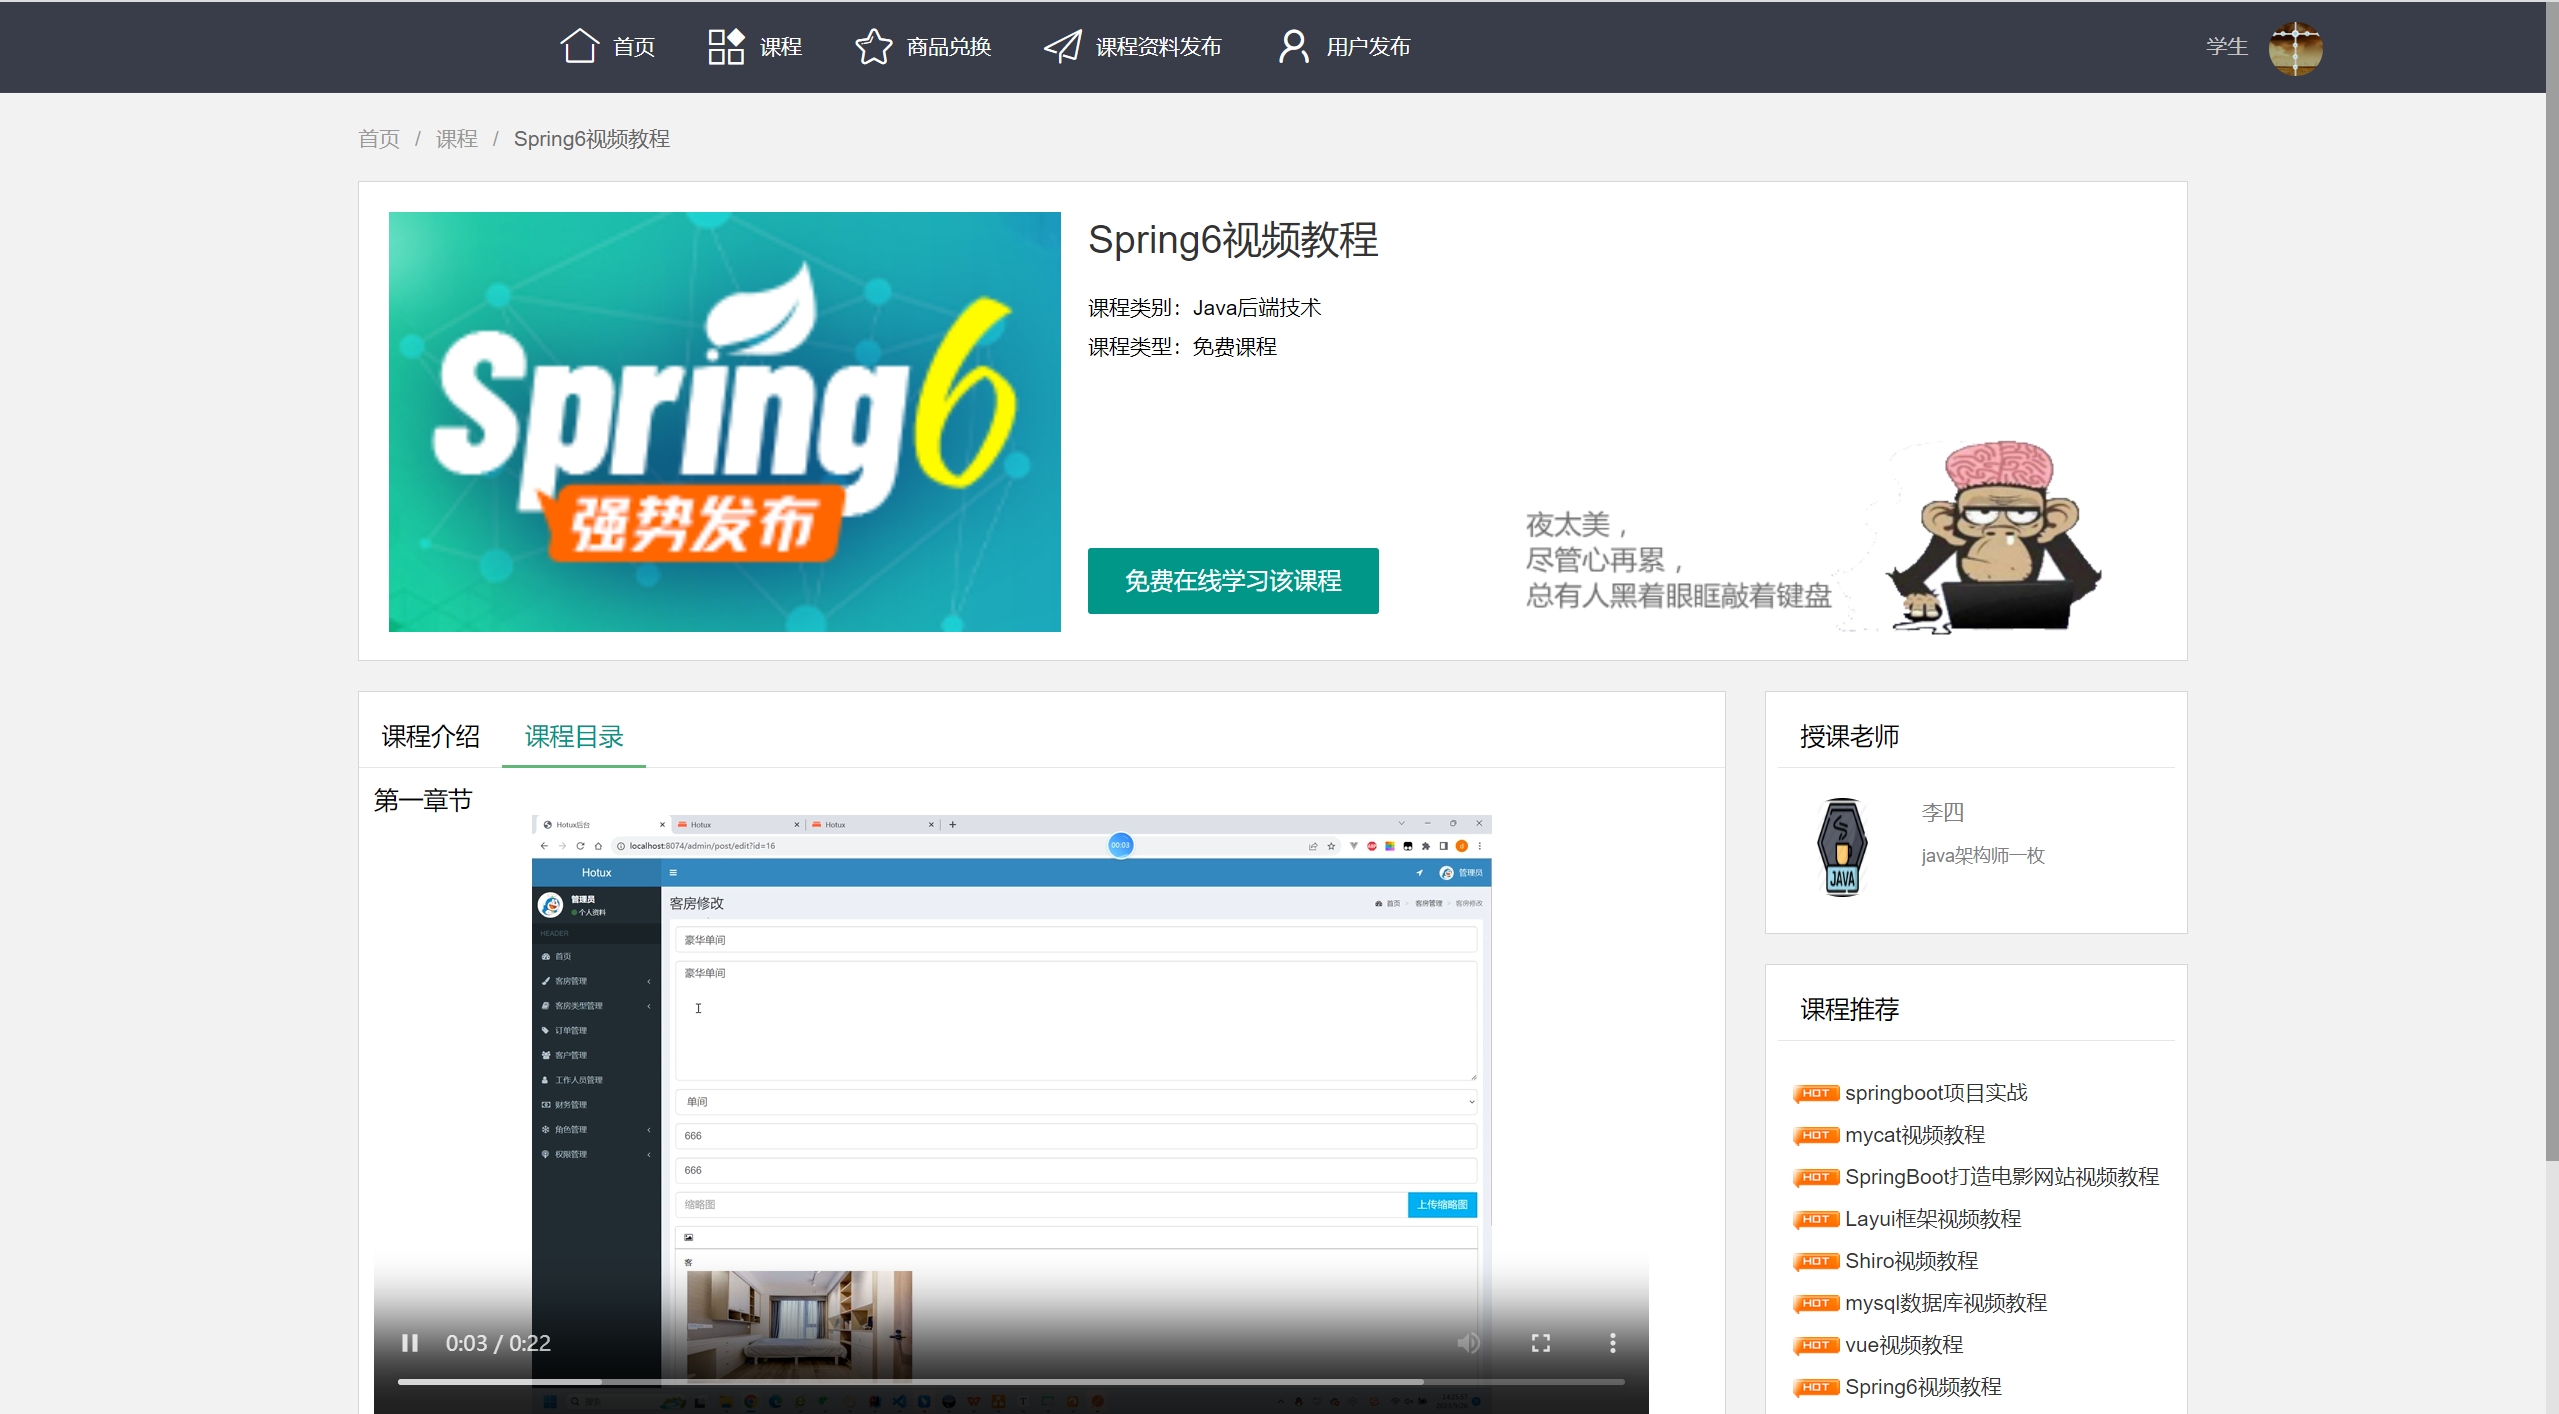 首页
课程
商品兑换
课程资料发布
用户发布
学生
首页 / 课程 / Spring6视频教程
Spring6
强势发布
Spring6视频教程
课程类别：Java后端技术
课程类型：免费课程
免费在线学习该课程
夜太美，
尽管心再累，
总有人黑着眼眶敲着键盘
课程介绍
课程目录
第一章节
Hotux后台
Hotux
Hotux
localhost:8074/admin/post/edit?id=16
00:03
Hotux
管理员
管理员
个人资料
HEADER
首页
客房管理
客房类型管理
订单管理
客户管理
工作人员管理
财务管理
角色管理
权限管理
客房修改
首页 > 客房管理 > 客房修改
豪华单间
豪华单间
单间
666
666
缩略图
上传缩略图
客
0:03 / 0:22
授课老师
JAVA
李四
java架构师一枚
课程推荐
HOT springboot项目实战
HOT mycat视频教程
HOT SpringBoot打造电影网站视频教程
HOT Layui框架视频教程
HOT Shiro视频教程
HOT mysql数据库视频教程
HOT vue视频教程
HOT Spring6视频教程